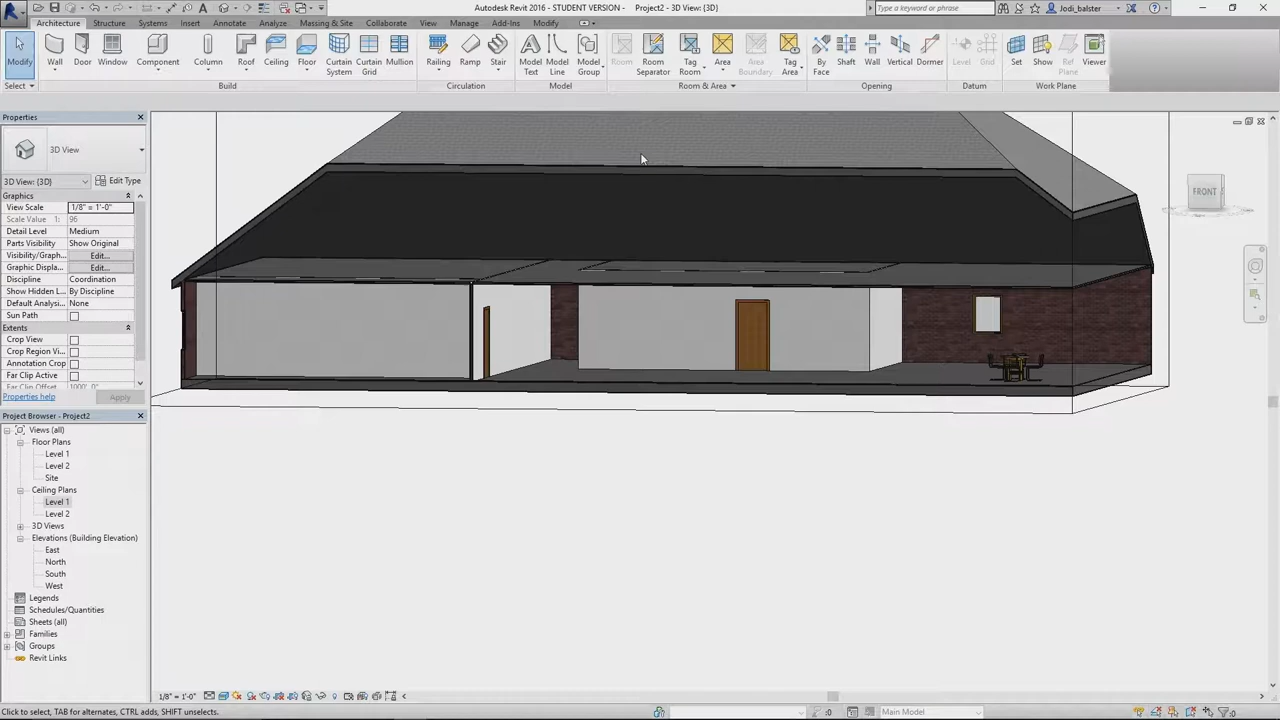 Autodesk Revit 2016 - STUDENT VERSION - Project2 - 3D View: {3D}
Type a keyword or phrase
Jodi_balster
Architecture Structure Systems Insert Annotate Analyze Massing & Site Collaborate View Manage Add-Ins Modify
Modify Wall Door Window Component Column Roof Ceiling Floor Curtain System Curtain Grid Mullion Railing Ramp Stair Model Text Model Line Model Group Room Room Separator Tag Room Area Area Boundary Tag Area By Face Shaft Wall Vertical Dormer Level Grid Set Show Ref Plane Viewer
Select Build Circulation Model Room & Area Opening Datum Work Plane
Properties
3D View
3D View: {3D} Edit Type
Graphics
View Scale 1/8" = 1'-0"
Scale Value 1: 96
Detail Level Medium
Parts Visibility Show Original
Visibility/Graph... Edit...
Graphic Displa... Edit...
Discipline Coordination
Show Hidden L... By Discipline
Default Analysi... None
Sun Path
Extents
Crop View
Crop Region Vi...
Annotation Crop
Far Clip Active
Far Clip Offset 1000' 0"
Properties help Apply
Project Browser - Project2
Views (all)
Floor Plans
Level 1
Level 2
Site
Ceiling Plans
Level 1
Level 2
3D Views
Elevations (Building Elevation)
East
North
South
West
Legends
Schedules/Quantities
Sheets (all)
Families
Groups
Revit Links
FRONT
1/8" = 1'-0"
Click to select, TAB for alternates, CTRL adds, SHIFT unselects.
:0
Main Model
:0